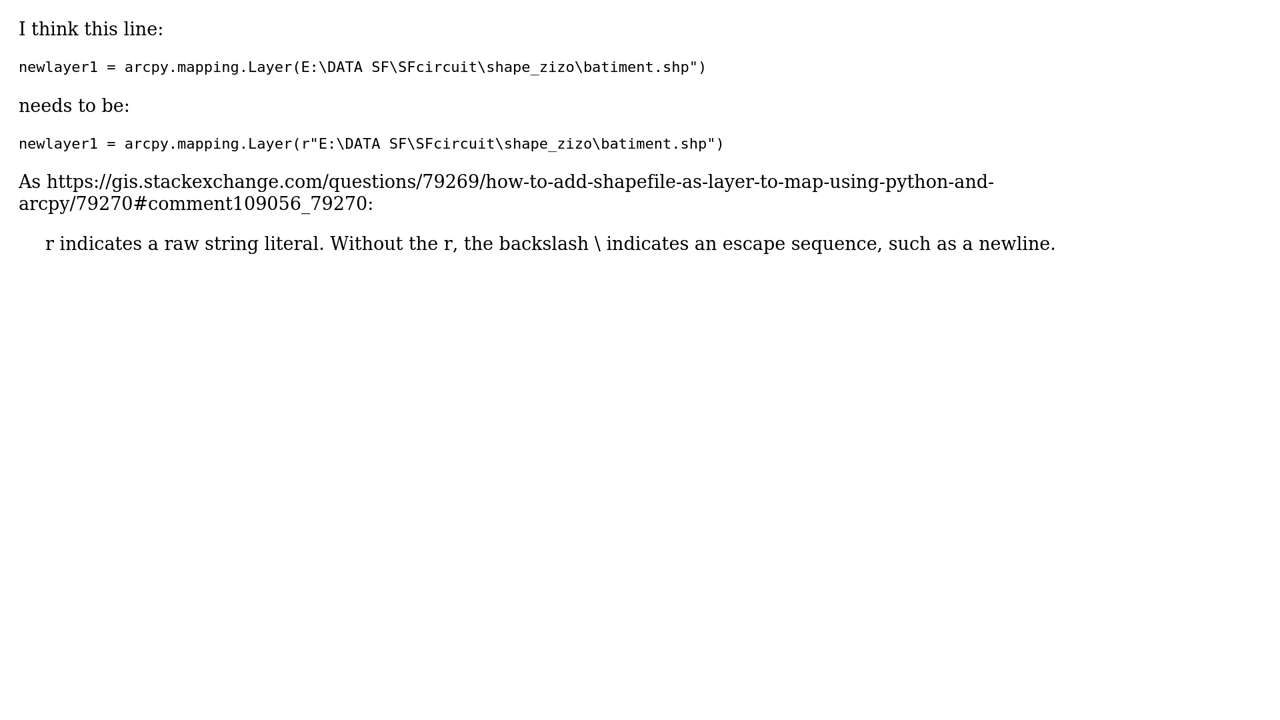 I think this line:
newlayer1 = arcpy.mapping.Layer(E:\DATA SF\SFcircuit\shape_zizo\batiment.shp")
needs to be:
newlayer1 = arcpy.mapping.Layer(r"E:\DATA SF\SFcircuit\shape_zizo\batiment.shp")
As https://gis.stackexchange.com/questions/79269/how-to-add-shapefile-as-layer-to-map-using-python-and-
arcpy/79270#comment109056_79270:
r indicates a raw string literal. Without the r, the backslash \ indicates an escape sequence, such as a newline.